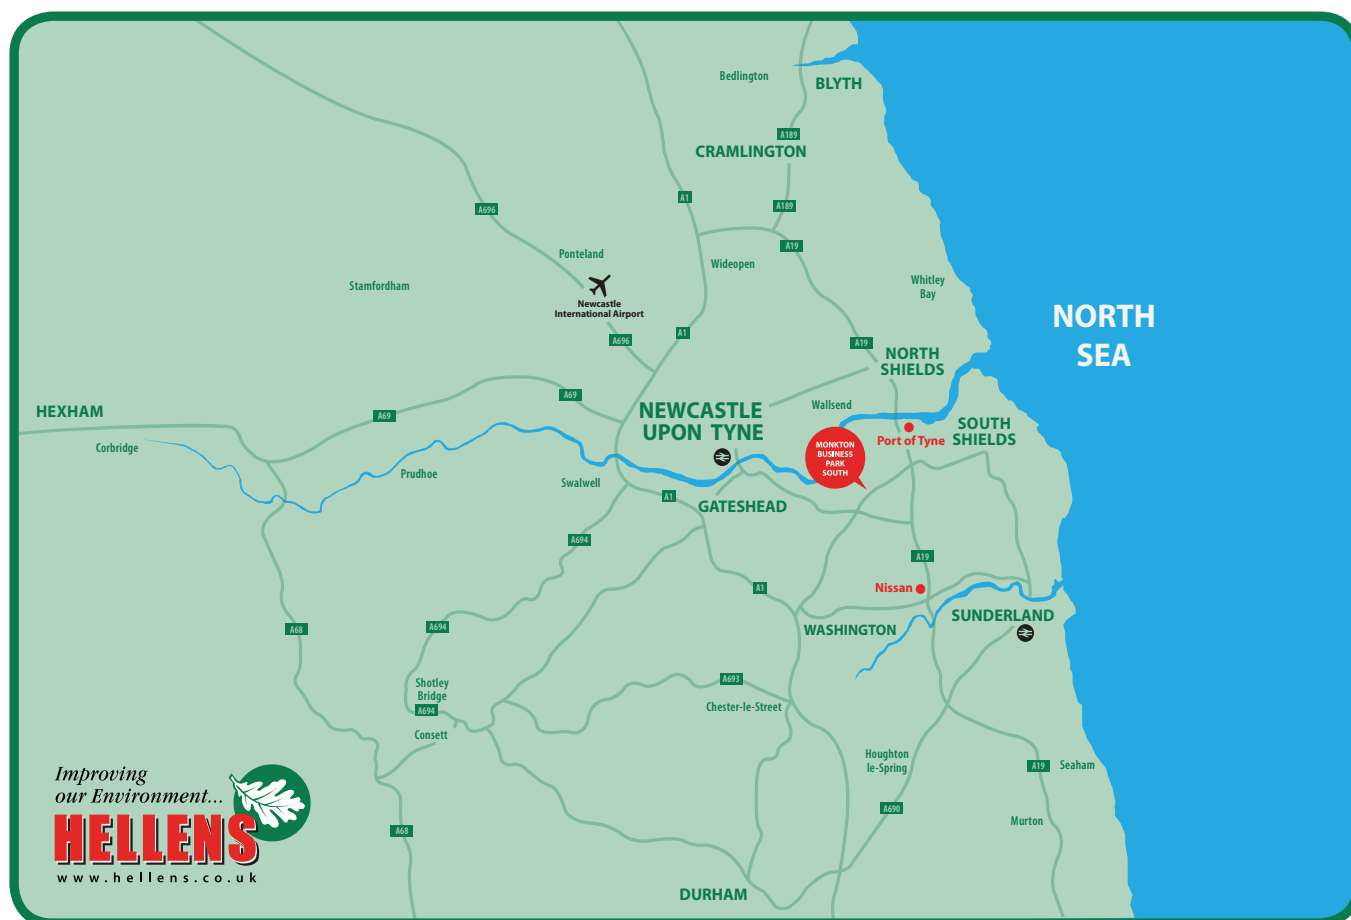 Bedlington
BLYTH
A189
CRAMLINGTON
A1
A189
A696
A19
Ponteland
Wideopen
Stamfordham
Whitley
Bay
Newcastle
International Airport
NORTH
SEA
A1
A696
A19
NORTH
SHIELDS
A69
A69
HEXHAM
NEWCASTLE
UPON TYNE
Wallsend
SOUTH
SHIELDS
Port of Tyne
Corbridge
MONKTON
BUSINESS
PARK
SOUTH
Prudhoe
Swalwell
A1
GATESHEAD
A694
A19
A1
Nissan
SUNDERLAND
A68
A694
WASHINGTON
Shotley
Bridge
A693
A694
Chester-le-Street
Consett
Houghton
le-Spring
A19
Seaham
A690
Murton
A68
DURHAM
Improving
our Environment...
HELLENS
www.hellens.co.uk